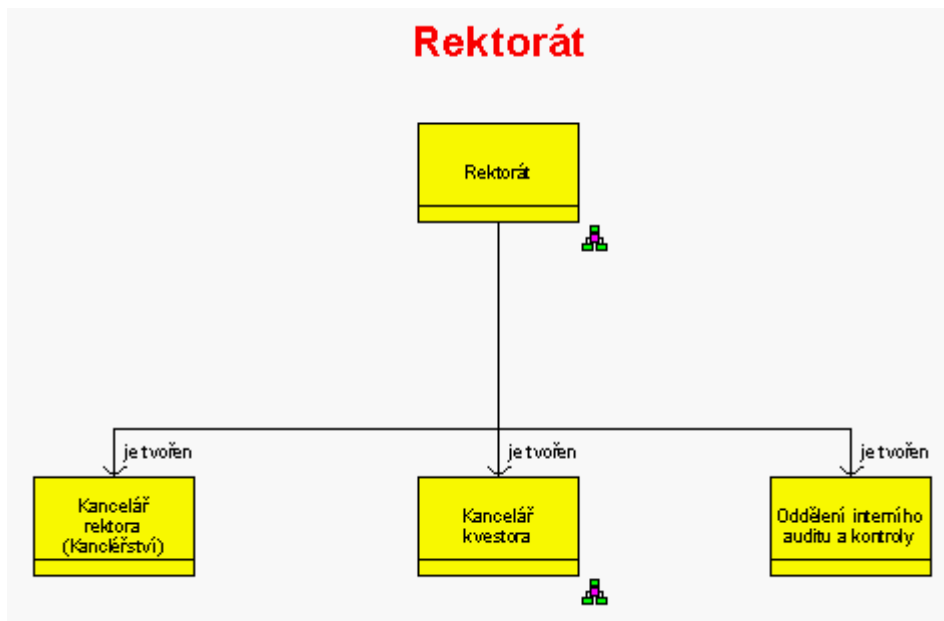 Rektorát
Rektorát
je tvořen
je tvořen
je tvořen
Kancelář
rektora
(Kancléřství)
Kancelář
kvestora
Oddělení interního
auditu a kontroly